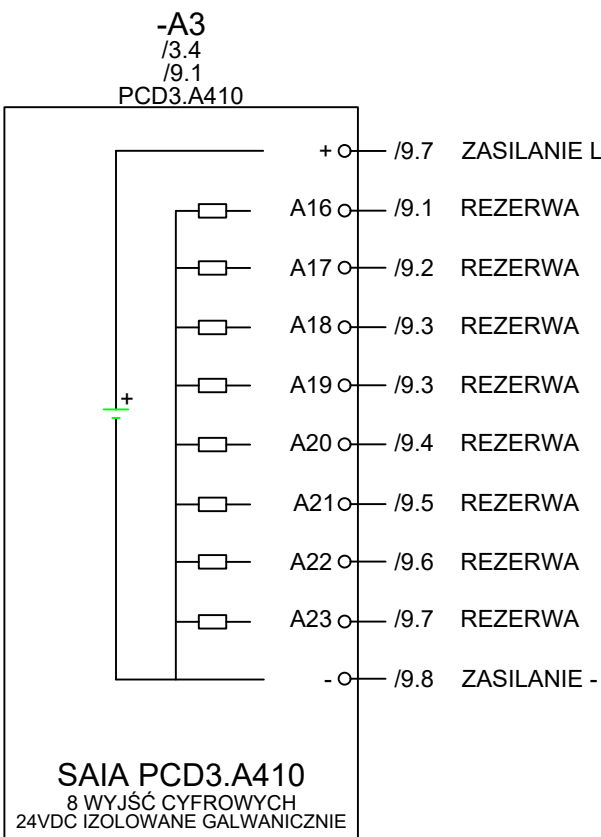 -A3
/3.4
/9.1
PCD3.A410
+ /9.7 ZASILANIE L
A16 /9.1 REZERWA
A17 /9.2 REZERWA
A18 /9.3 REZERWA
A19 /9.3 REZERWA
+
A20 /9.4 REZERWA
A21 /9.5 REZERWA
A22 /9.6 REZERWA
A23 /9.7 REZERWA
- /9.8 ZASILANIE -
SAIA PCD3.A410
8 WYJŚĆ CYFROWYCH
24VDC IZOLOWANE GALWANICZNIE